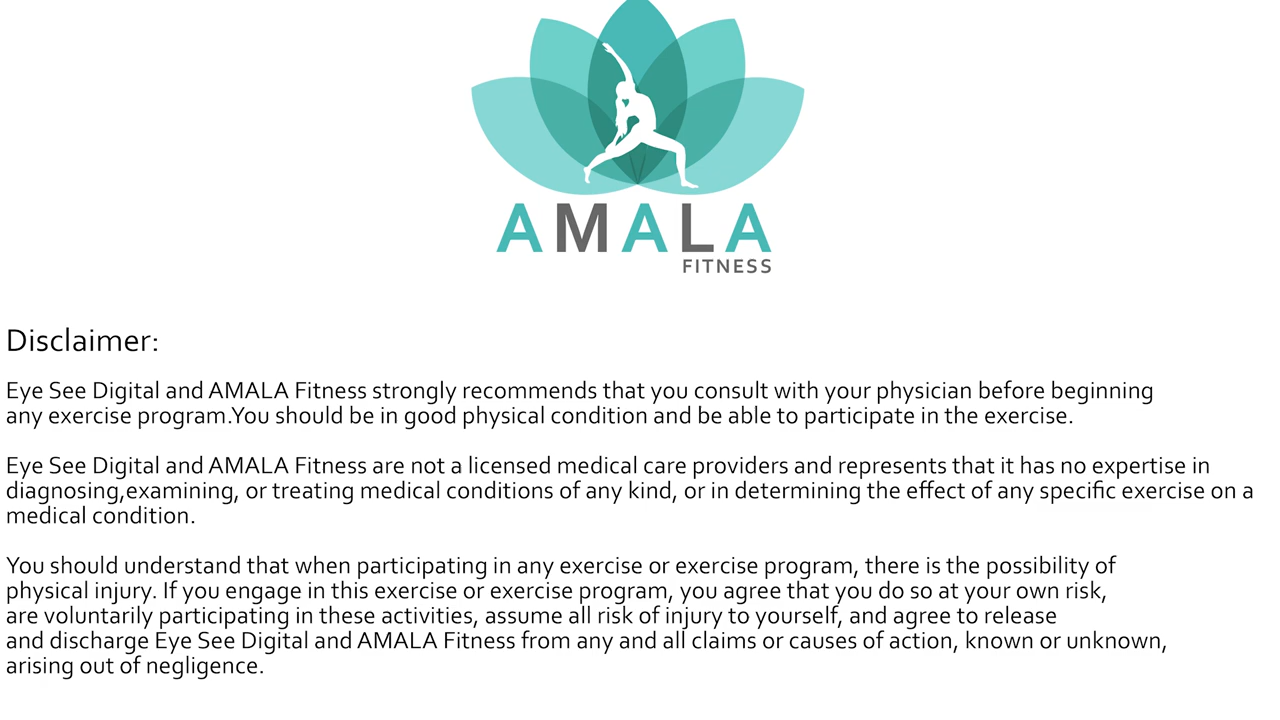 AMALA
FITNESS
Disclaimer:
Eye See Digital and AMALA Fitness strongly recommends that you consult with your physician before beginning
any exercise program.You should be in good physical condition and be able to participate in the exercise.
Eye See Digital and AMALA Fitness are not a licensed medical care providers and represents that it has no expertise in
diagnosing,examining, or treating medical conditions of any kind, or in determining the effect of any specific exercise on a
medical condition.
You should understand that when participating in any exercise or exercise program, there is the possibility of
physical injury. If you engage in this exercise or exercise program, you agree that you do so at your own risk,
are voluntarily participating in these activities, assume all risk of injury to yourself, and agree to release
and discharge Eye See Digital and AMALA Fitness from any and all claims or causes of action, known or unknown,
arising out of negligence.